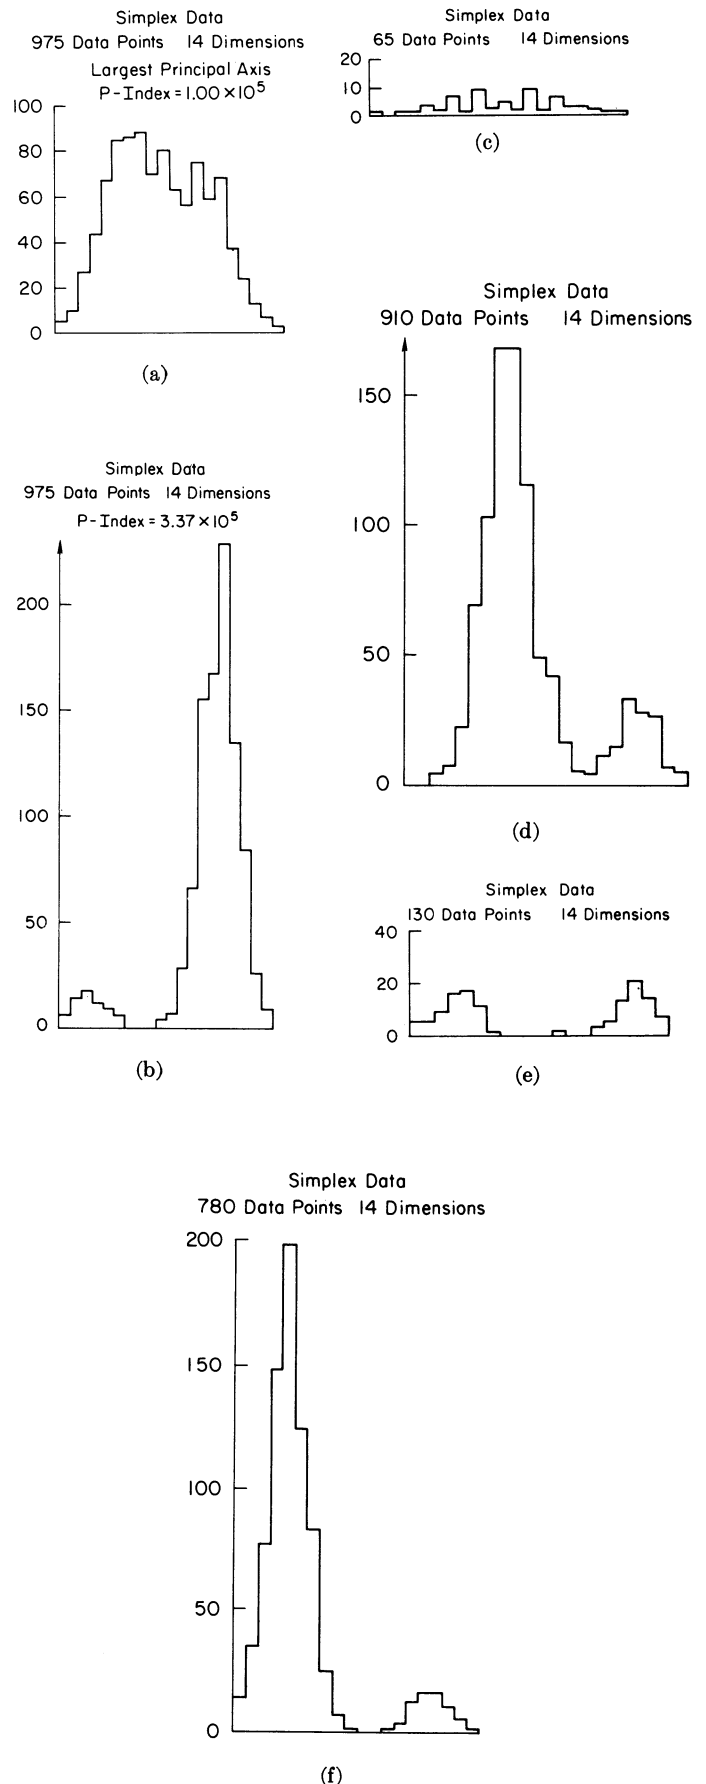 Simplex Data
975 Data Points 14 Dimensions
Largest Principal Axis
P-Index = 1.00 × 10⁵
100
80
60
40
20
0
(a)
Simplex Data
65 Data Points 14 Dimensions
20
10
0
(c)
Simplex Data
910 Data Points 14 Dimensions
150
100
50
0
(d)
Simplex Data
975 Data Points 14 Dimensions
P-Index = 3.37 × 10⁵
200
150
100
50
0
(b)
Simplex Data
130 Data Points 14 Dimensions
40
20
0
(e)
Simplex Data
780 Data Points 14 Dimensions
200
150
100
50
0
(f)